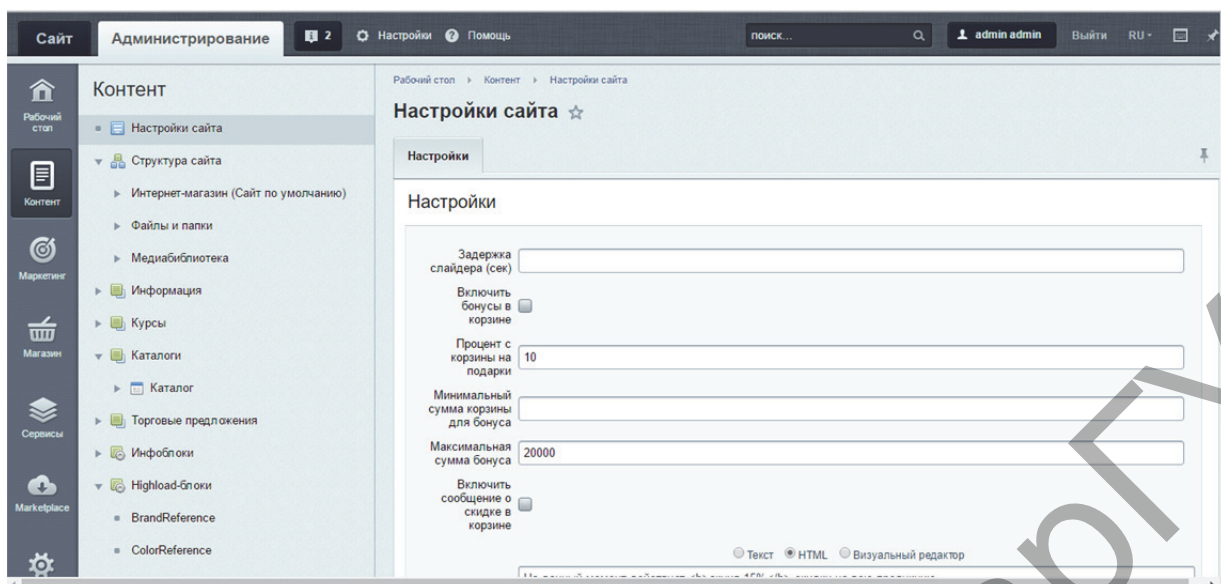 Сайт
Администрирование
2
Настройки
Помощь
поиск...
admin admin
Выйти
RU
Рабочий
стол
Контент
Маркетинг
Магазин
Сервисы
Marketplace
Контент
Настройки сайта
Структура сайта
Интернет-магазин (Сайт по умолчанию)
Файлы и папки
Медиабиблиотека
Информация
Курсы
Каталоги
Каталог
Торговые предложения
Инфоблоки
Highload-блоки
BrandReference
ColorReference
Рабочий стол
Контент
Настройки сайта
Настройки сайта
Настройки
Настройки
Задержка
слайдера (сек)
Включить
бонусы в
корзине
Процент с
корзины на
подарки
10
Минимальный
сумма корзины
для бонуса
Максимальная
сумма бонуса
20000
Включить
сообщение о
скидке в
корзине
Текст
HTML
Визуальный редактор